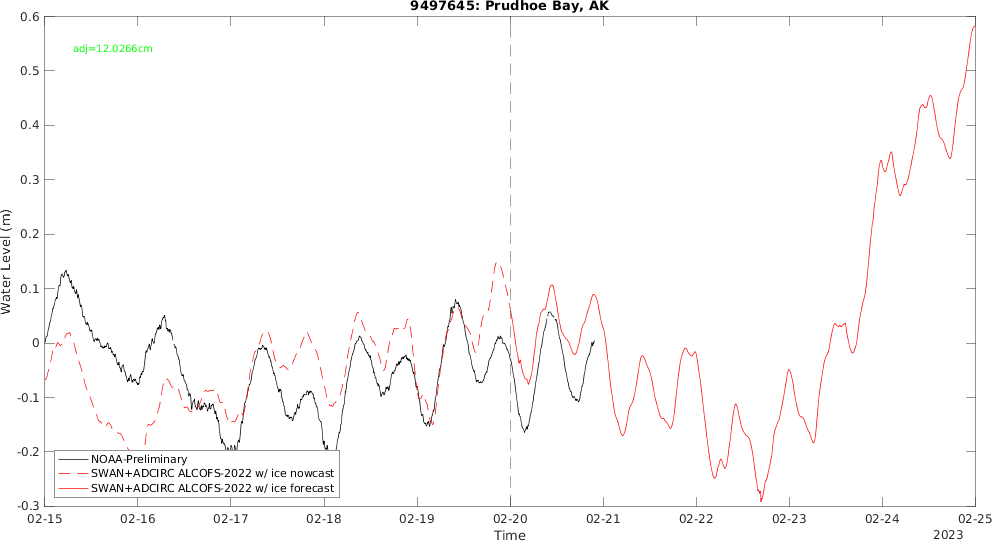 9497645: Prudhoe Bay, AK
adj=12.0266cm
0.6
0.5
0.4
0.3
0.2
0.1
0
-0.1
-0.2
-0.3
Water Level (m)
NOAA-Preliminary
SWAN+ADCIRC ALCOFS-2022 w/ ice nowcast
SWAN+ADCIRC ALCOFS-2022 w/ ice forecast
02-15 02-16 02-17 02-18 02-19 02-20 02-21 02-22 02-23 02-24 02-25
Time
2023